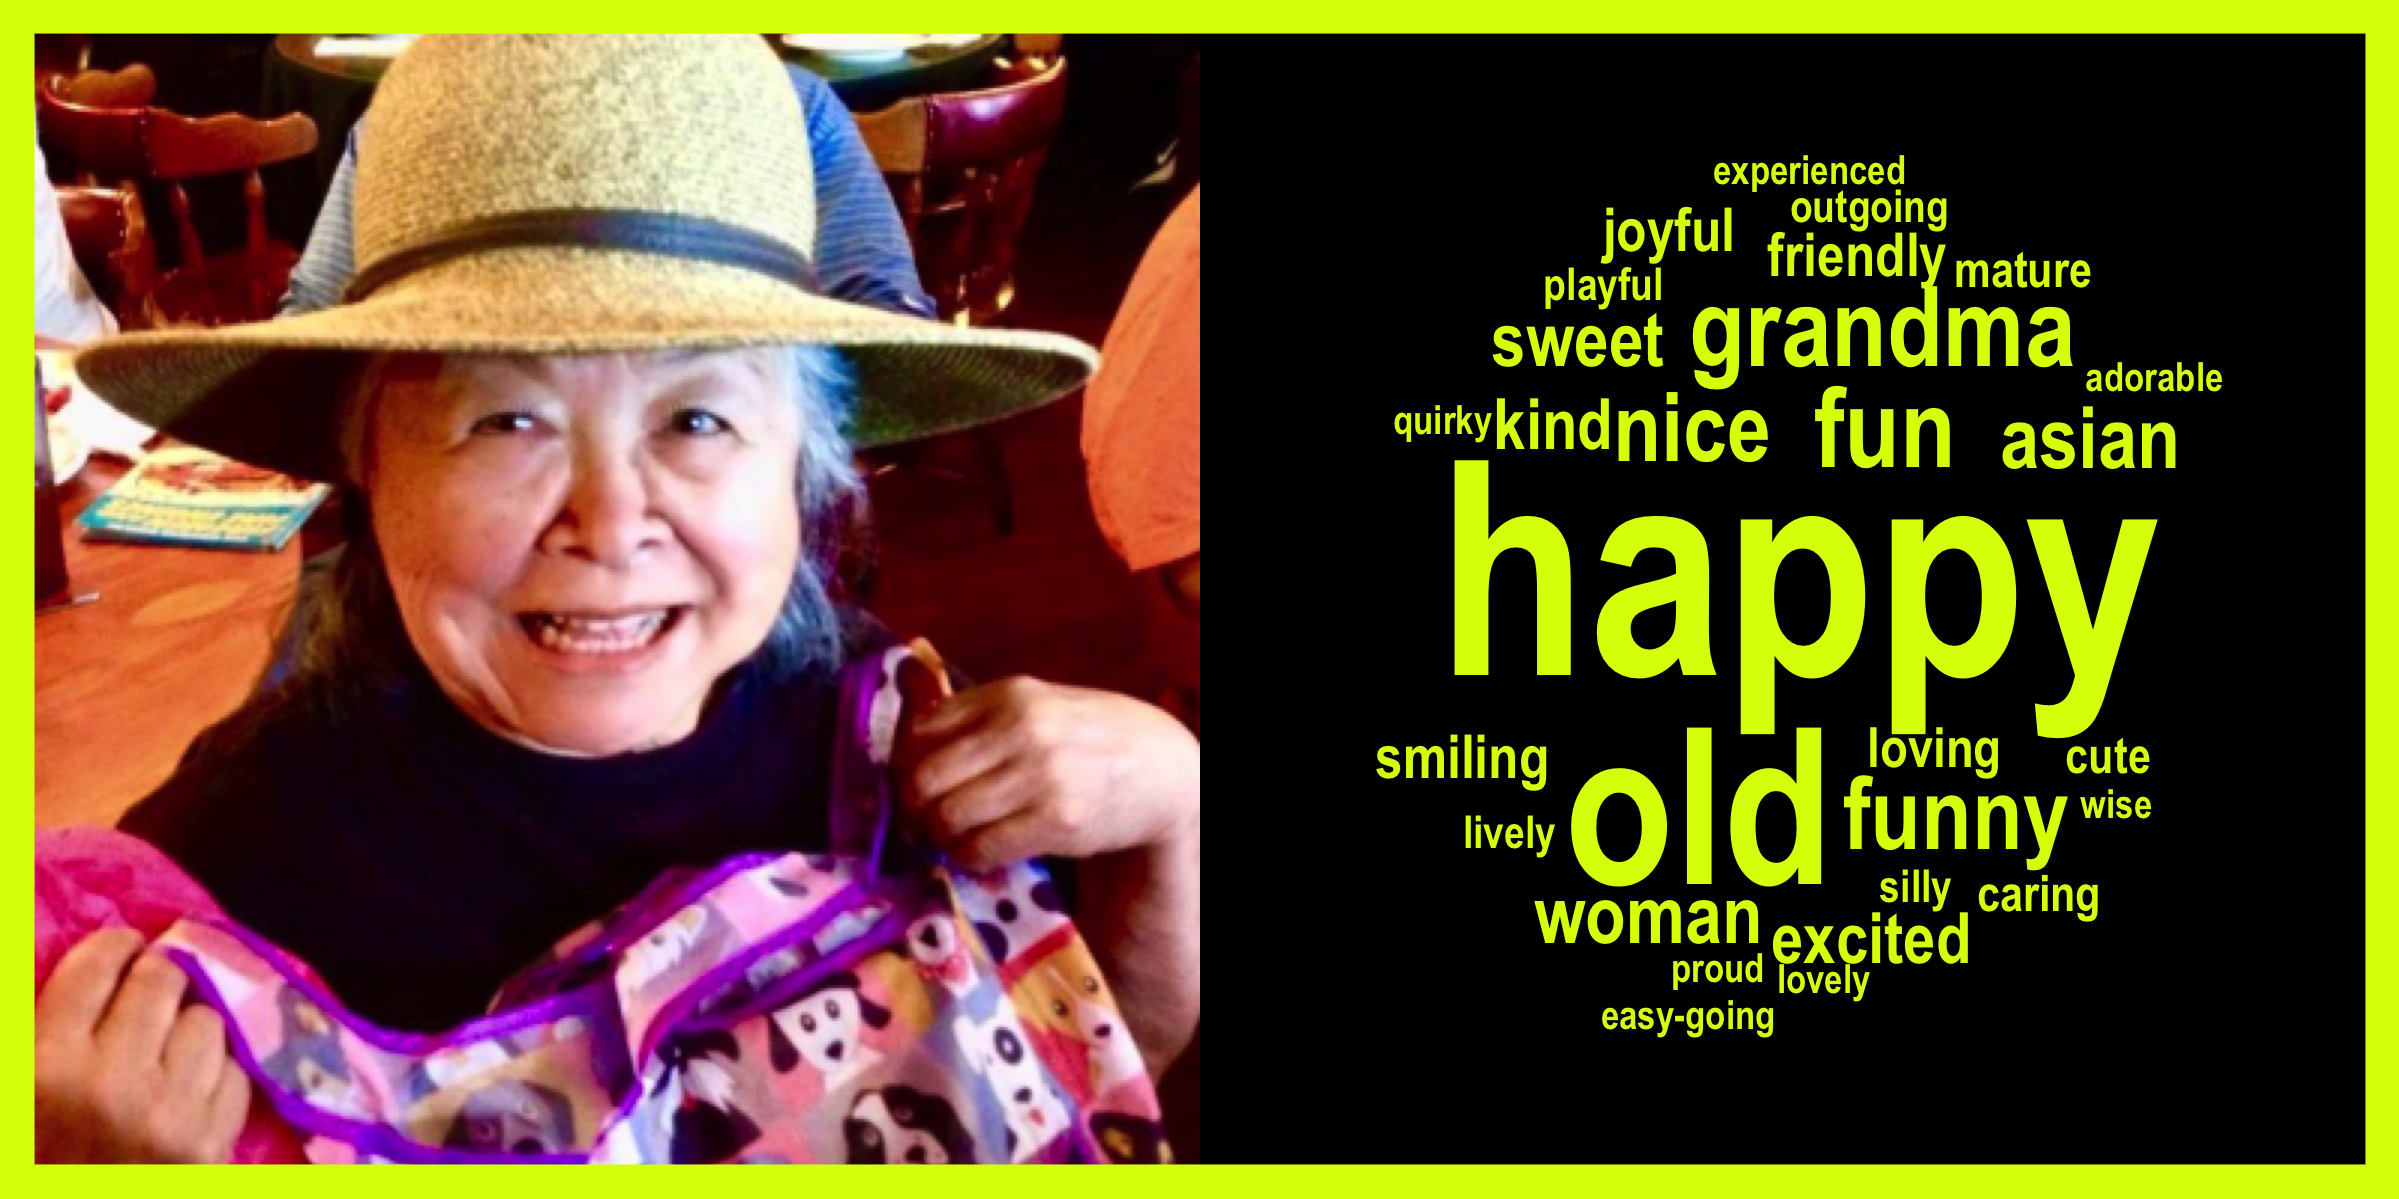 experienced
outgoing
joyful
friendly
mature
playful
grandma
sweet
adorable
quirky
kind
nice
fun
asian
happy
smiling
old
loving
cute
funny
wise
lively
silly
caring
woman
excited
proud
lovely
easy-going